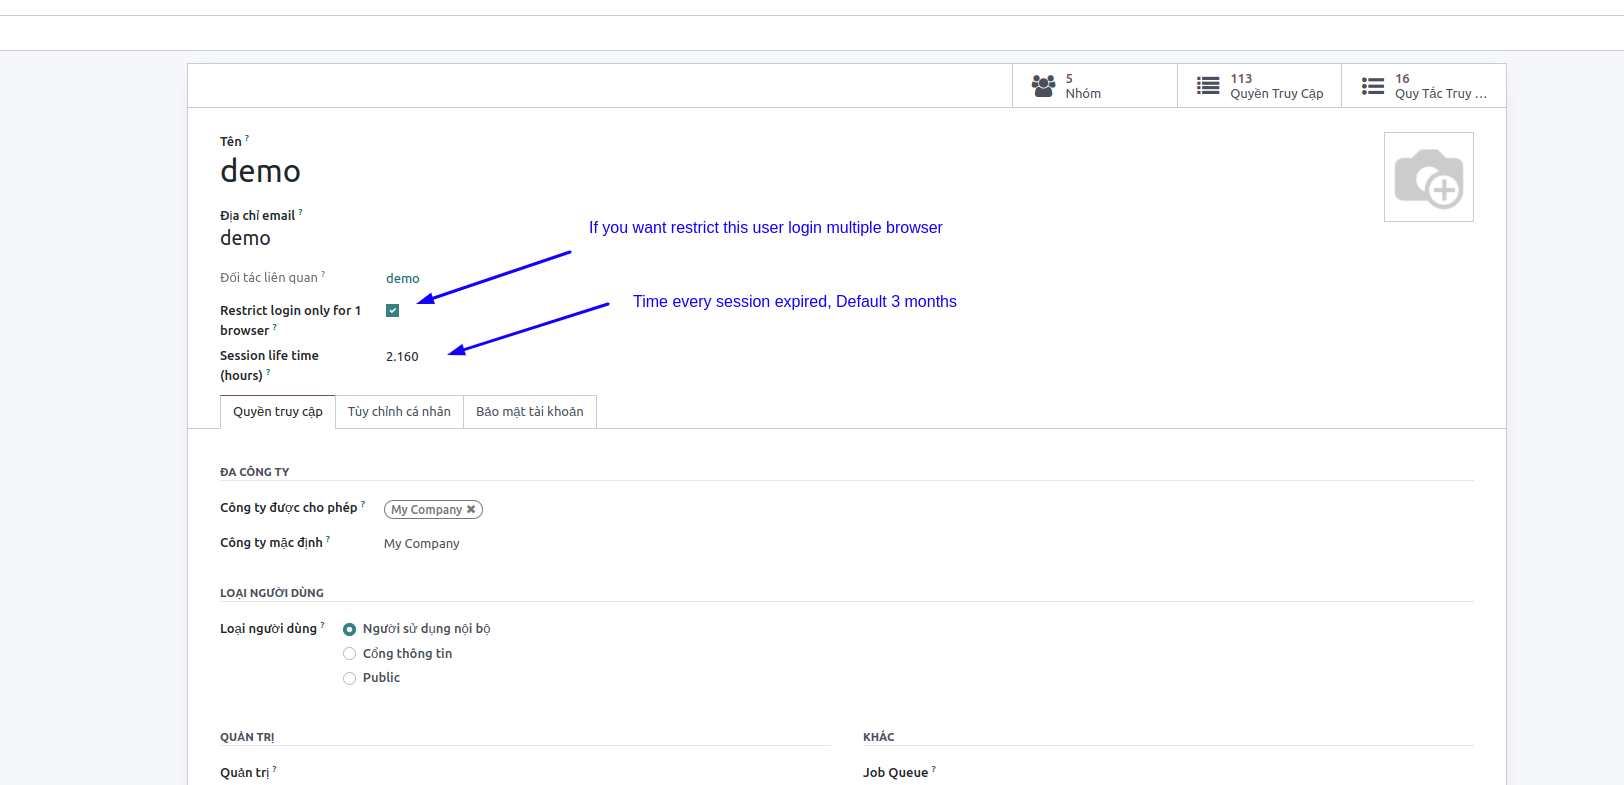 5
Nhóm
113
Quyền Truy Cập
16
Quy Tắc Truy ...
Tên ?
demo
Địa chỉ email ?
demo
If you want restrict this user login multiple browser
Đối tác liên quan ?
demo
Restrict login only for 1
browser ?
Time every session expired, Default 3 months
Session life time
(hours) ?
2.160
Quyền truy cập
Tùy chỉnh cá nhân
Bảo mật tài khoản
ĐA CÔNG TY
Công ty được cho phép ?
My Company ✖
Công ty mặc định ?
My Company
LOẠI NGƯỜI DÙNG
Loại người dùng ?
Người sử dụng nội bộ
Cổng thông tin
Public
QUẢN TRỊ
KHÁC
Quản trị ?
Job Queue ?